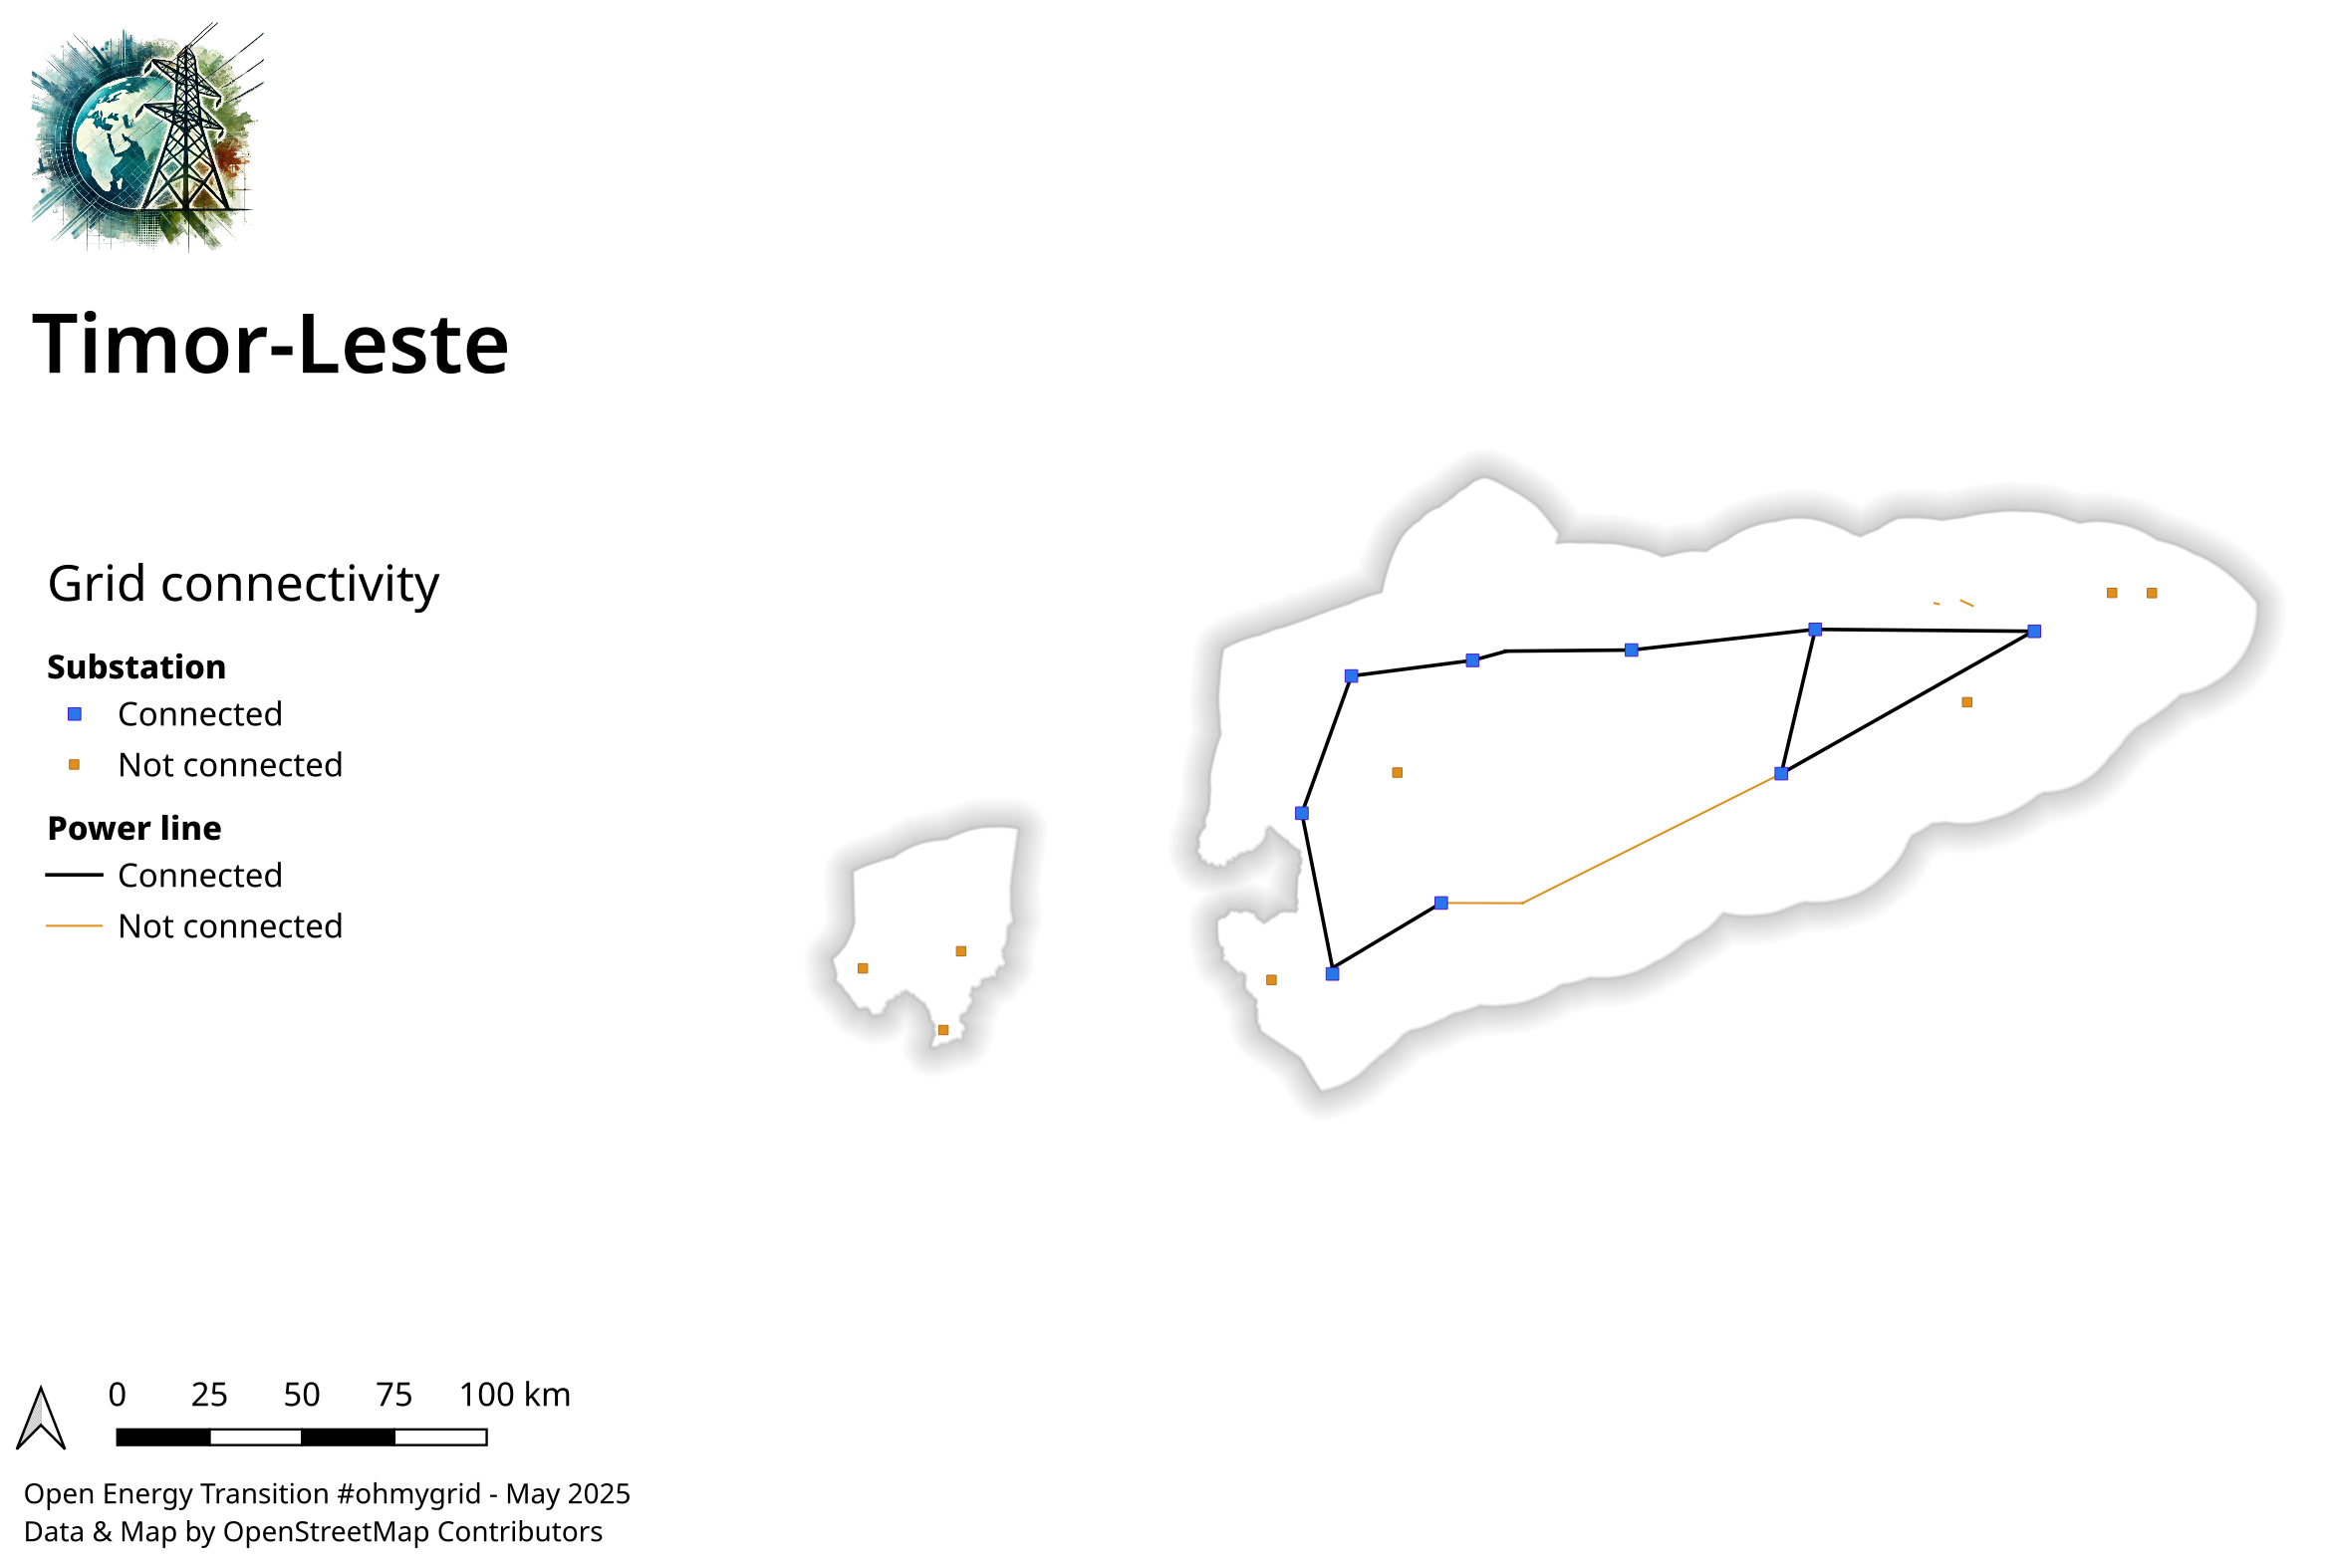 Timor-Leste
Grid connectivity
Substation
Connected
Not connected
Power line
Connected
Not connected
0 25 50 75 100 km
Open Energy Transition #ohmygrid - May 2025
Data & Map by OpenStreetMap Contributors